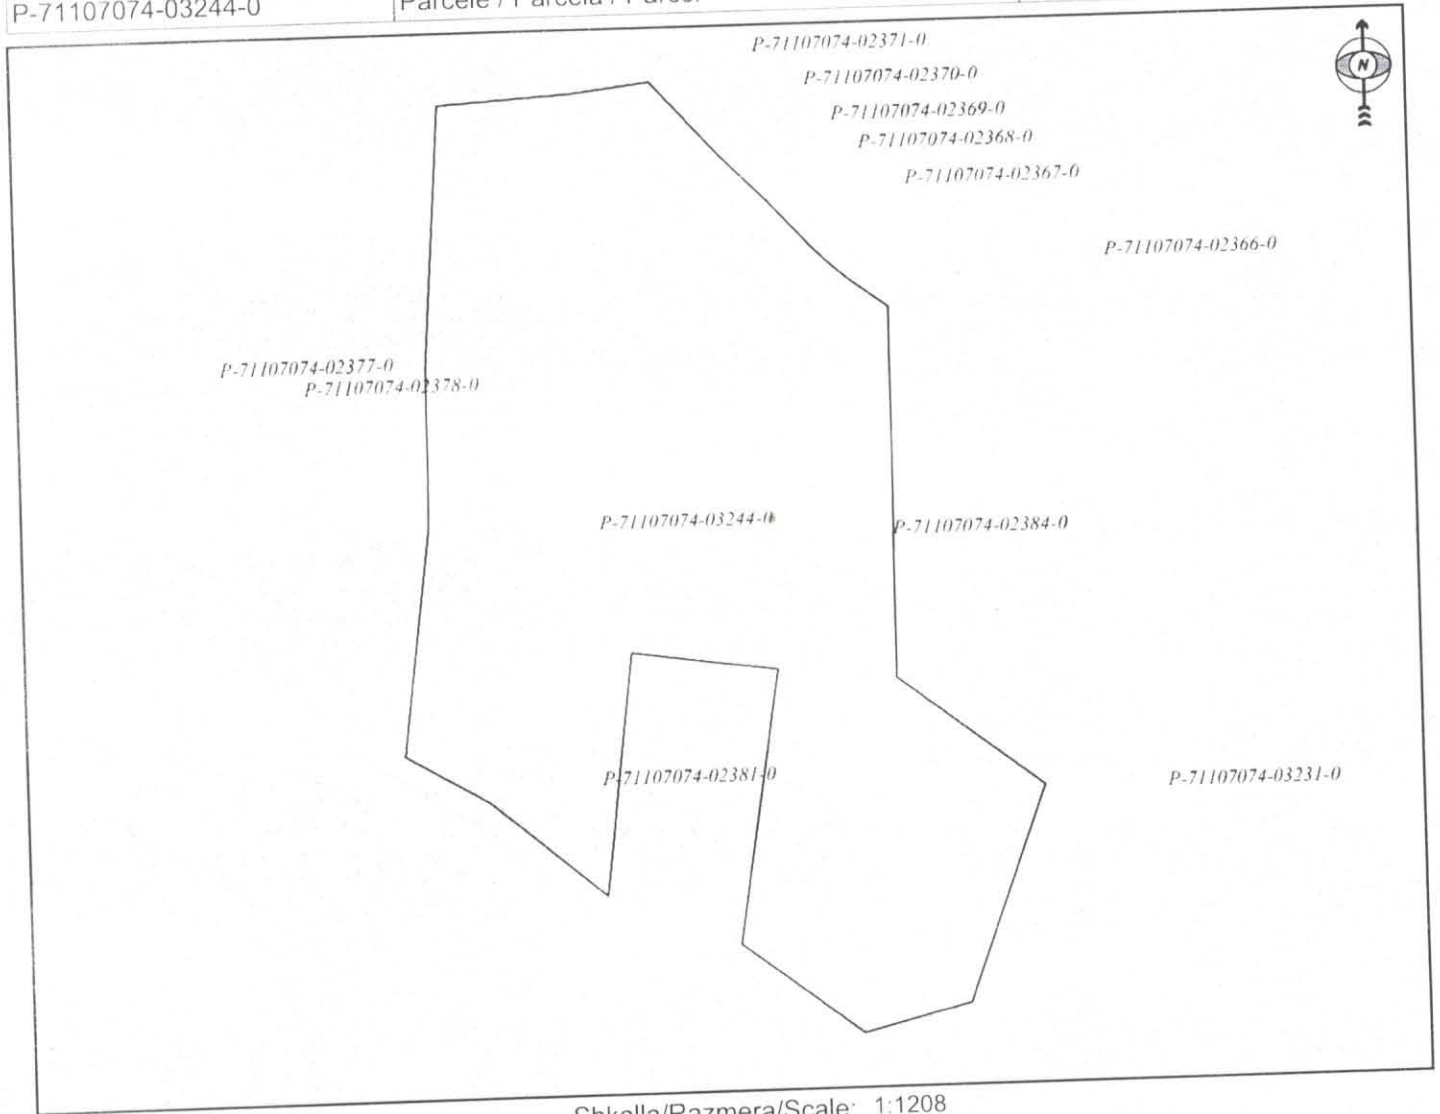 P-71107074-03244-0
Parcele / Parcela / Parcel
P-71107074-02371-0
P-71107074-02370-0
P-71107074-02369-0
P-71107074-02368-0
P-71107074-02367-0
N
P-71107074-02366-0
P-71107074-02377-0
P-71107074-02378-0
P-71107074-03244-0
P-71107074-02384-0
P-71107074-02381-0
P-71107074-03231-0
Shkalla/Razmera/Scale: 1:1208